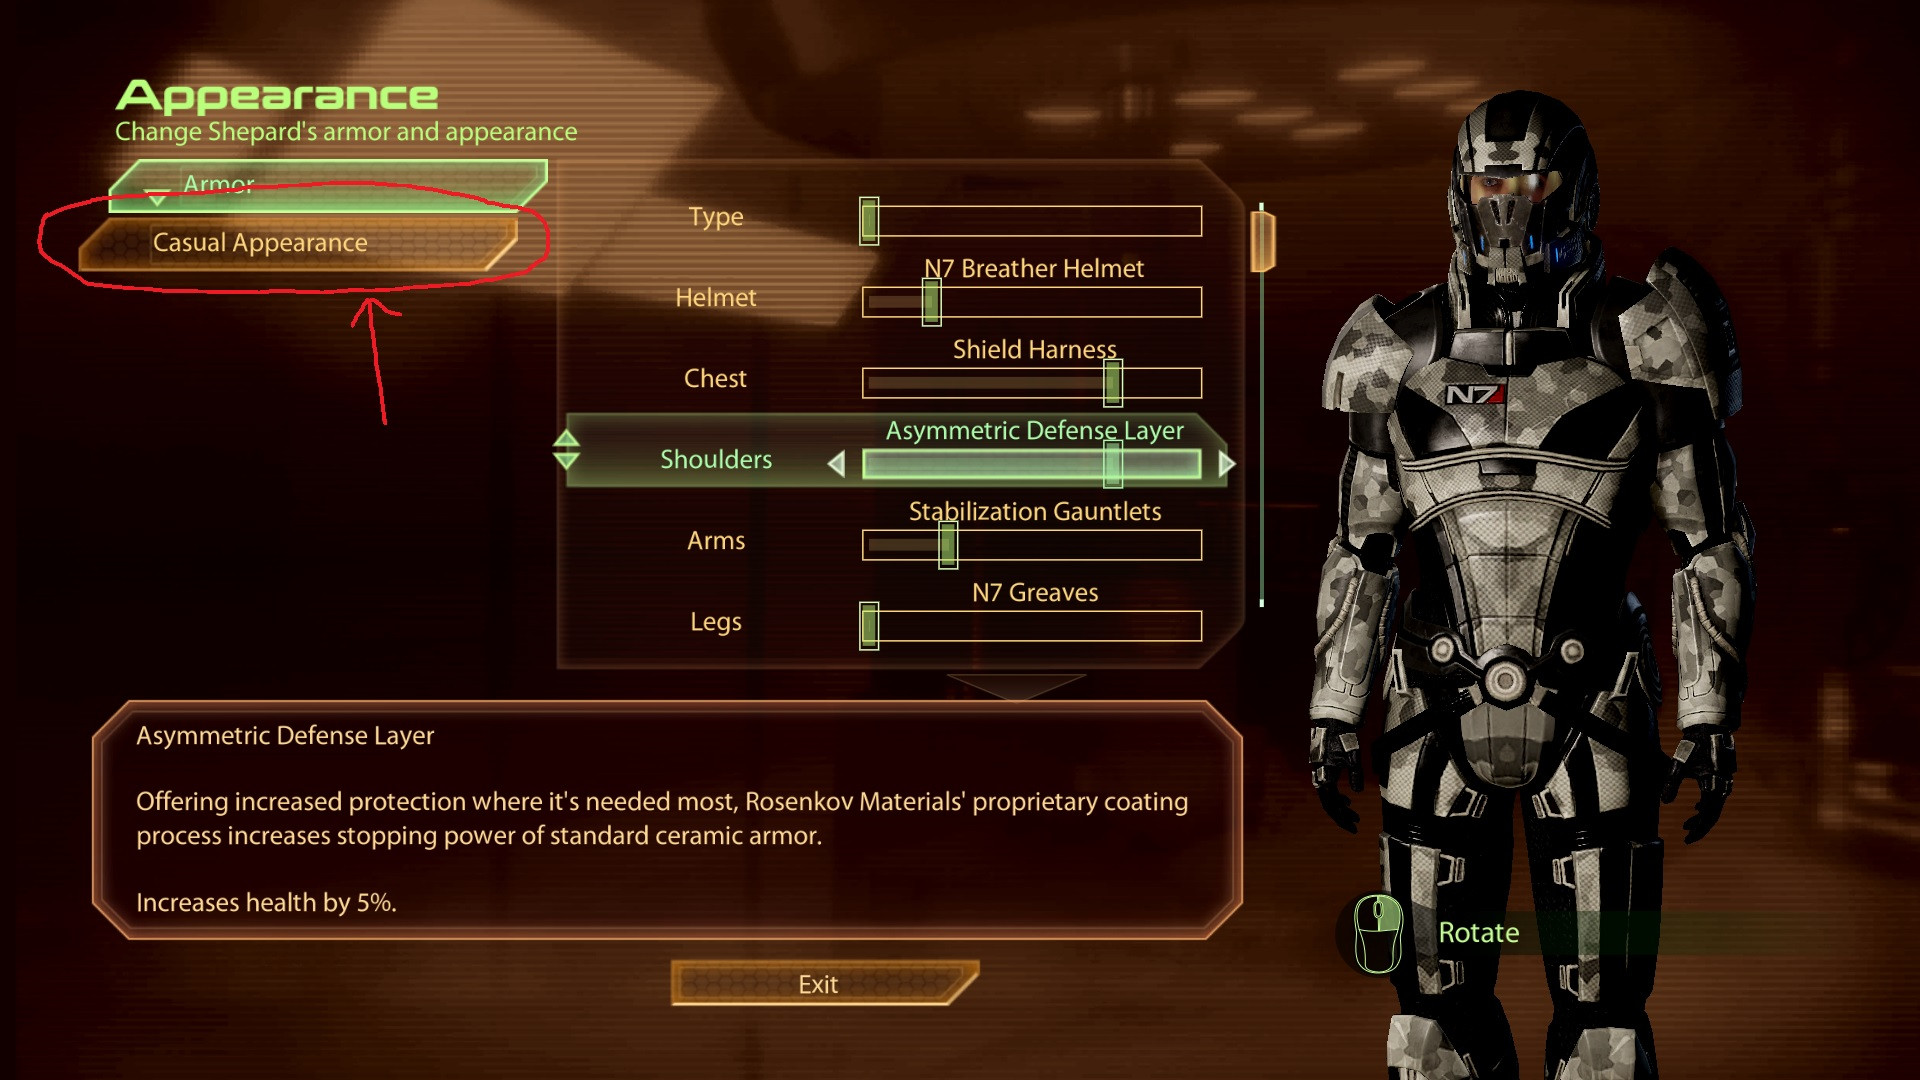 Appearance
Change Shepard's armor and appearance
Armor
Casual Appearance
Type
N7 Breather Helmet
Helmet
Shield Harness
Chest
Asymmetric Defense Layer
Shoulders
Stabilization Gauntlets
Arms
N7 Greaves
Legs
N7
Asymmetric Defense Layer
Offering increased protection where it's needed most, Rosenkov Materials' proprietary coating
process increases stopping power of standard ceramic armor.
Increases health by 5%.
Rotate
Exit